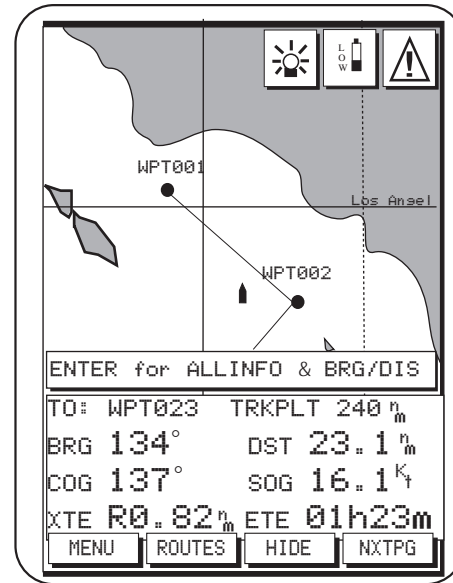 LOW
WPT001
Los Angel
WPT002
ENTER for ALLINFO & BRG/DIS
TO: WPT023 TRKPLT 240 nm
BRG 134° DST 23.1 nm
COG 137° SOG 16.1 Kt
XTE R0.82 nm ETE 01h23m
MENU ROUTES HIDE NXTPG